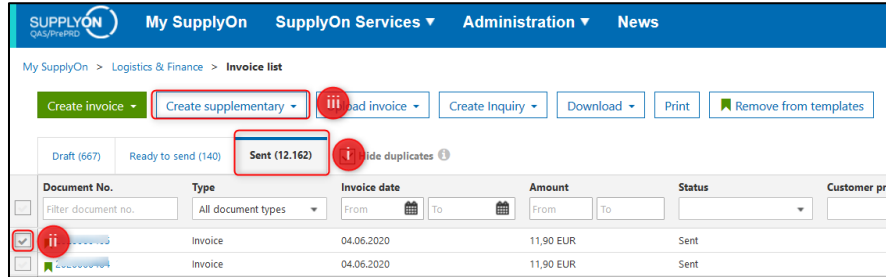 SUPPLYON My SupplyOn SupplyOn Services ▼ Administration ▼ News
QAS/PrePRD
My SupplyOn > Logistics & Finance > Invoice list
Create invoice Create supplementary iii oad invoice Create Inquiry Download Print Remove from templates
Draft (667) Ready to send (140) Sent (12.162) i Hide duplicates
Document No. Type Invoice date Amount Status Customer pr
Filter document no. All document types From To From To
ii Invoice 04.06.2020 11,90 EUR Sent
Invoice 04.06.2020 11,90 EUR Sent